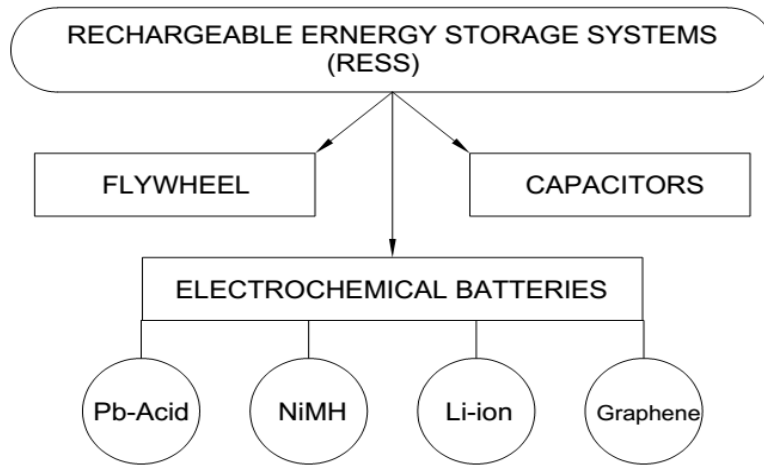 RECHARGEABLE ERNERGY STORAGE SYSTEMS
(RESS)
FLYWHEEL
CAPACITORS
ELECTROCHEMICAL BATTERIES
Pb-Acid
NiMH
Li-ion
Graphene